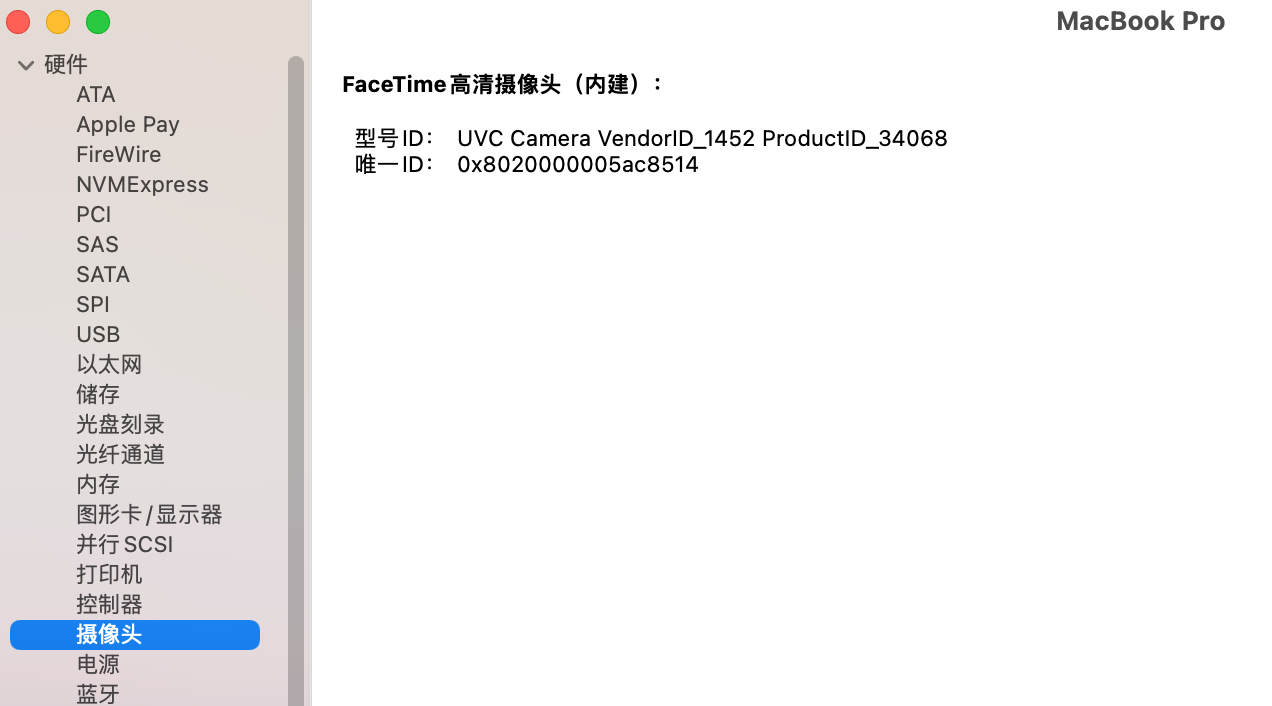 MacBook Pro
硬件
ATA
Apple Pay
FireWire
NVMExpress
PCI
SAS
SATA
SPI
USB
以太网
储存
光盘刻录
光纤通道
内存
图形卡/显示器
并行SCSI
打印机
控制器
摄像头
电源
蓝牙
FaceTime高清摄像头（内建）：
型号ID： UVC Camera VendorID_1452 ProductID_34068
唯一ID： 0x8020000005ac8514